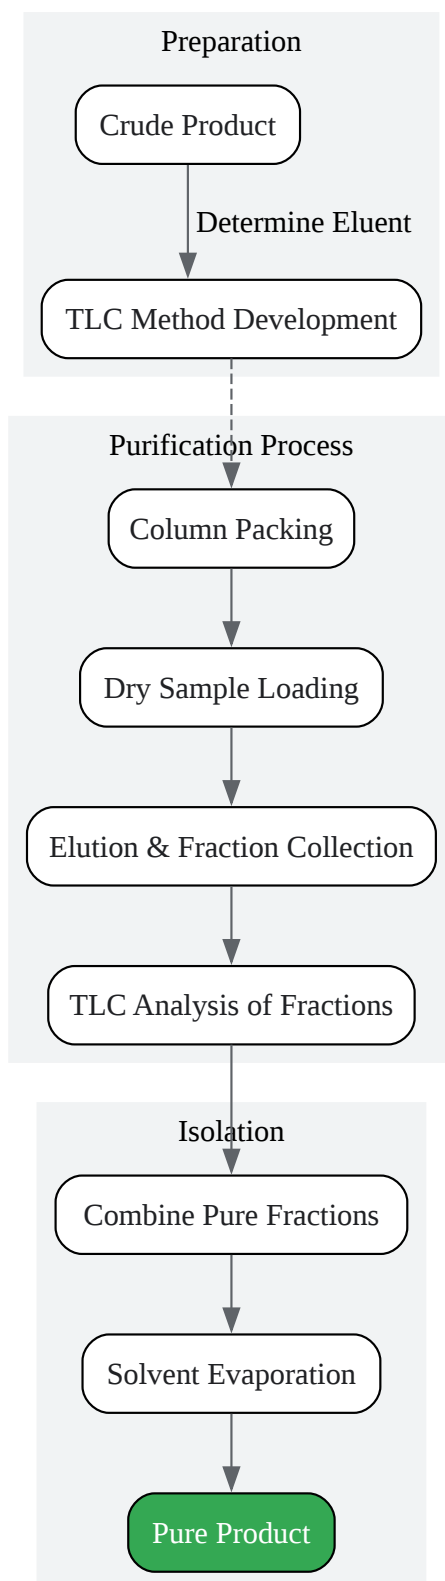 Preparation
Crude Product
Determine Eluent
TLC Method Development
Purification Process
Column Packing
Dry Sample Loading
Elution & Fraction Collection
TLC Analysis of Fractions
Isolation
Combine Pure Fractions
Solvent Evaporation
Pure Product